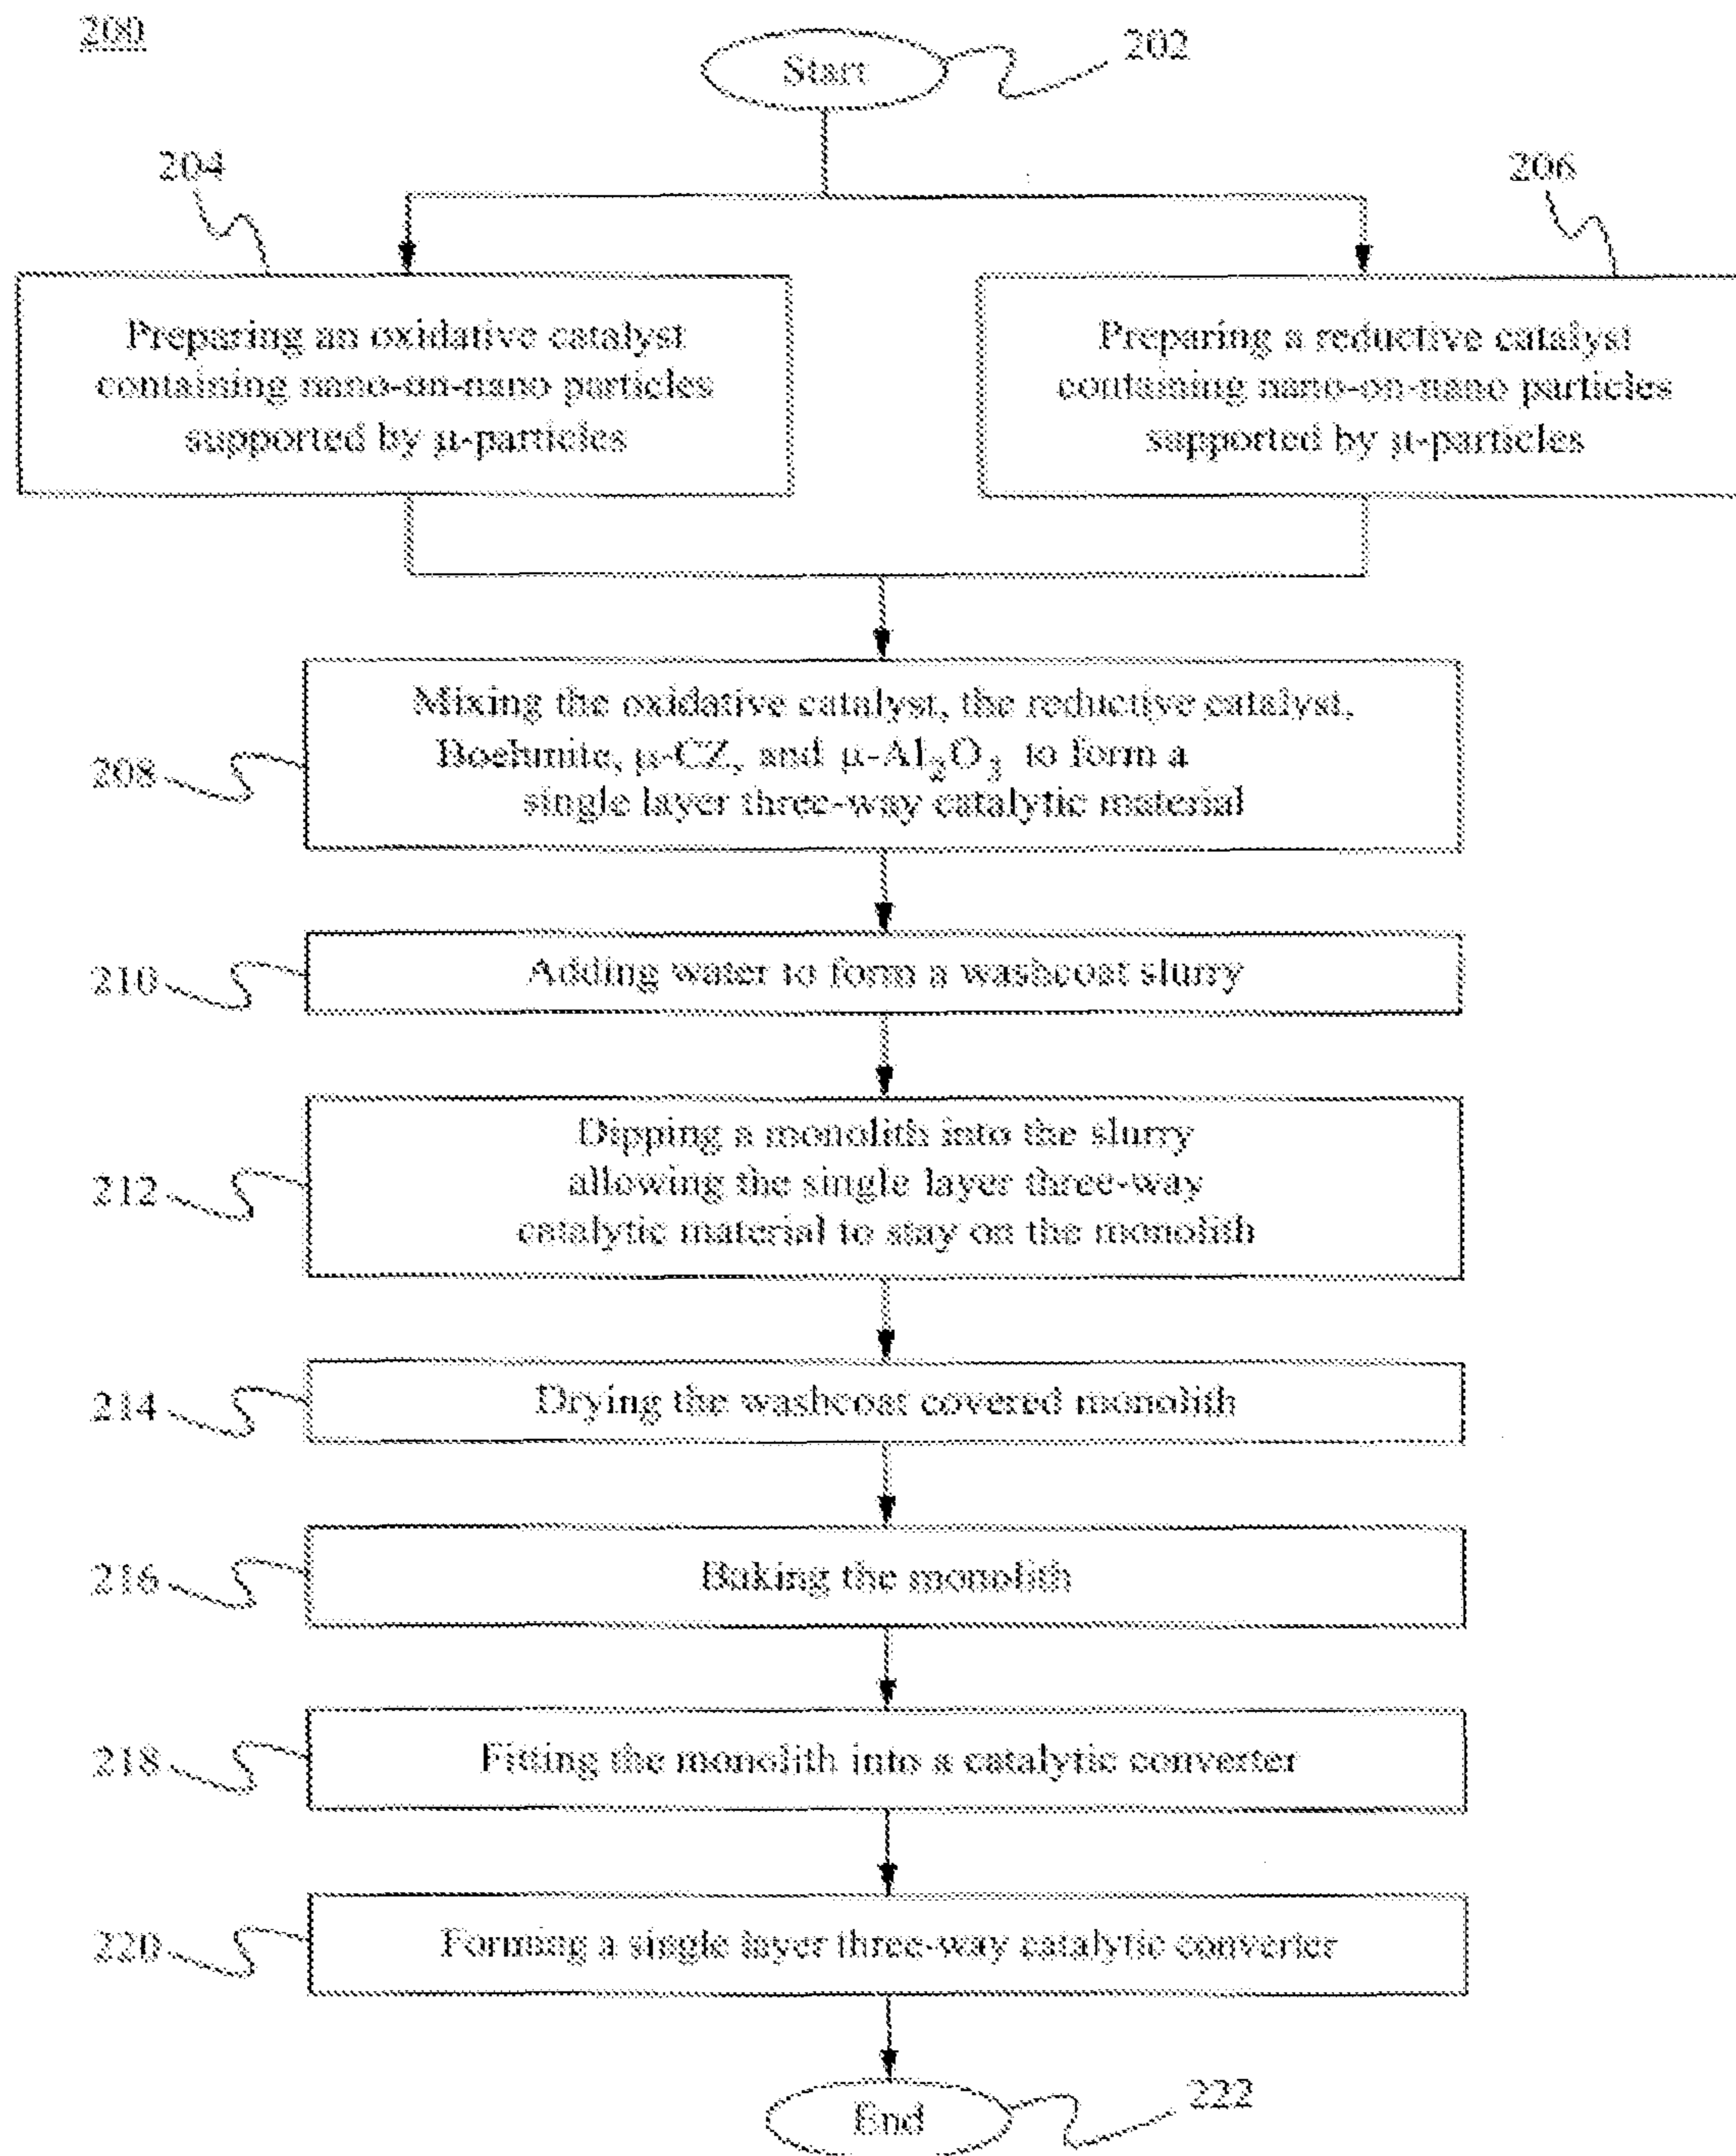 200
Start
202
204
206
Preparing an oxidative catalyst
containing nano-on-nano particles
supported by μ-particles
Preparing a reductive catalyst
containing nano-on-nano particles
supported by μ-particles
208
Mixing the oxidative catalyst, the reductive catalyst,
Boehmite, μ-CZ, and μ-Al₂O₃ to form a
single layer three-way catalytic material
210
Adding water to form a washcoat slurry
212
Dipping a monolith into the slurry
allowing the single layer three-way
catalytic material to stay on the monolith
214
Drying the washcoat covered monolith
216
Baking the monolith
218
Fitting the monolith into a catalytic converter
220
Forming a single layer three-way catalytic converter
End
222